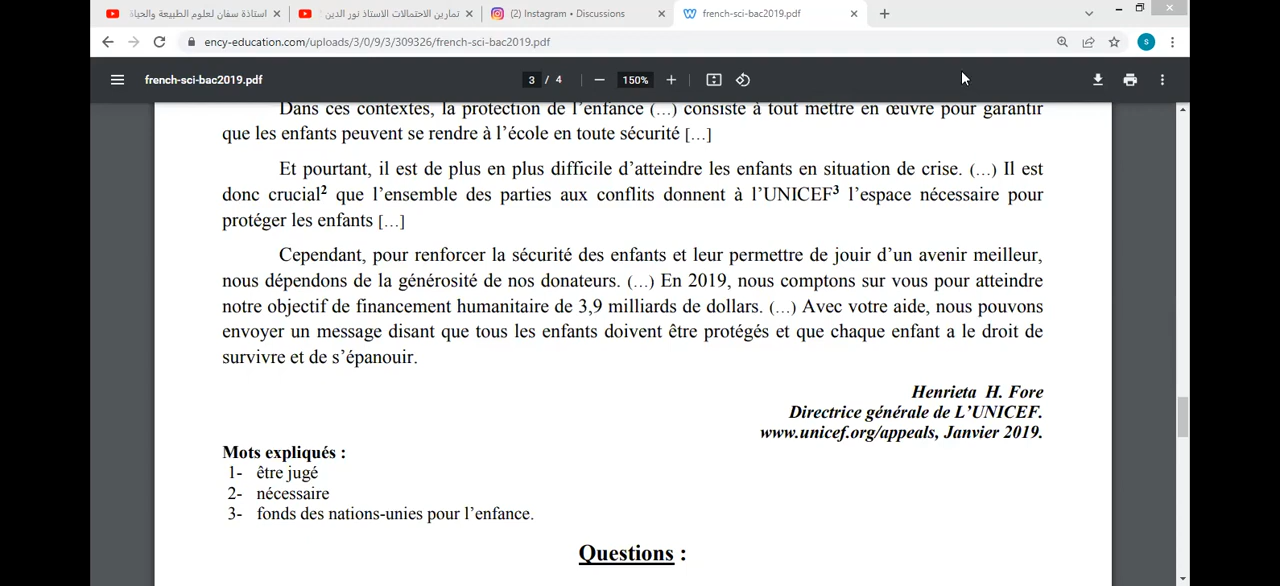 استاذة سفان لعلوم الطبيعة والحياة
تمارين الاحتمالات الاستاذ نور الدين
(2) Instagram • Discussions
french-sci-bac2019.pdf
ency-education.com/uploads/3/0/9/3/309326/french-sci-bac2019.pdf
s
french-sci-bac2019.pdf
3 / 4
150%
Dans ces contextes, la protection de l'enfance (…) consiste à tout mettre en œuvre pour garantir
que les enfants peuvent se rendre à l'école en toute sécurité […]
Et pourtant, il est de plus en plus difficile d'atteindre les enfants en situation de crise. (…) Il est
donc crucial² que l'ensemble des parties aux conflits donnent à l'UNICEF³ l'espace nécessaire pour
protéger les enfants […]
Cependant, pour renforcer la sécurité des enfants et leur permettre de jouir d'un avenir meilleur,
nous dépendons de la générosité de nos donateurs. (…) En 2019, nous comptons sur vous pour atteindre
notre objectif de financement humanitaire de 3,9 milliards de dollars. (…) Avec votre aide, nous pouvons
envoyer un message disant que tous les enfants doivent être protégés et que chaque enfant a le droit de
survivre et de s'épanouir.
Henrieta H. Fore
Directrice générale de L'UNICEF.
www.unicef.org/appeals, Janvier 2019.
Mots expliqués :
1- être jugé
2- nécessaire
3- fonds des nations-unies pour l'enfance.
Questions :